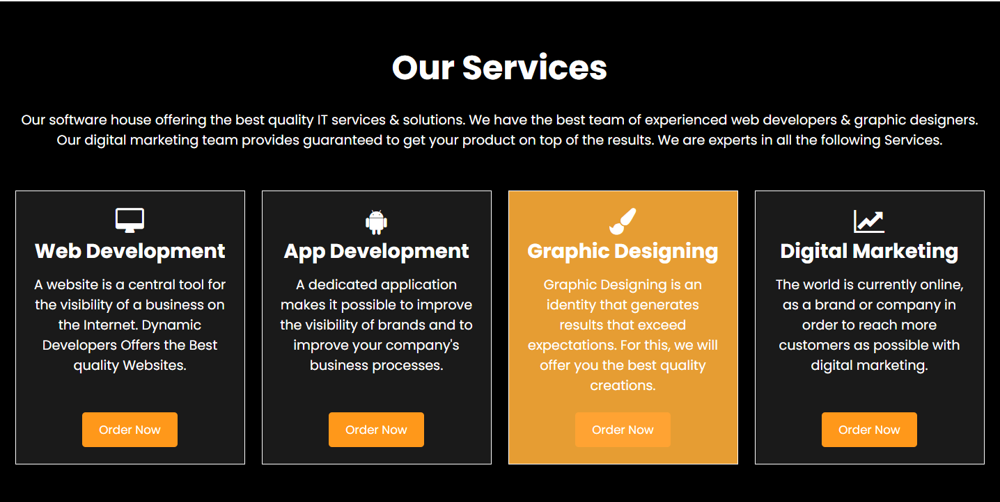 Our Services
Our software house offering the best quality IT services & solutions. We have the best team of experienced web developers & graphic designers.
Our digital marketing team provides guaranteed to get your product on top of the results. We are experts in all the following Services.
Web Development
A website is a central tool for
the visibility of a business on
the Internet. Dynamic
Developers Offers the Best
quality Websites.
Order Now
App Development
A dedicated application
makes it possible to improve
the visibility of brands and to
improve your company's
business processes.
Order Now
Graphic Designing
Graphic Designing is an
identity that generates
results that exceed
expectations. For this, we will
offer you the best quality
creations.
Order Now
Digital Marketing
The world is currently online,
as a brand or company in
order to reach more
customers as possible with
digital marketing.
Order Now